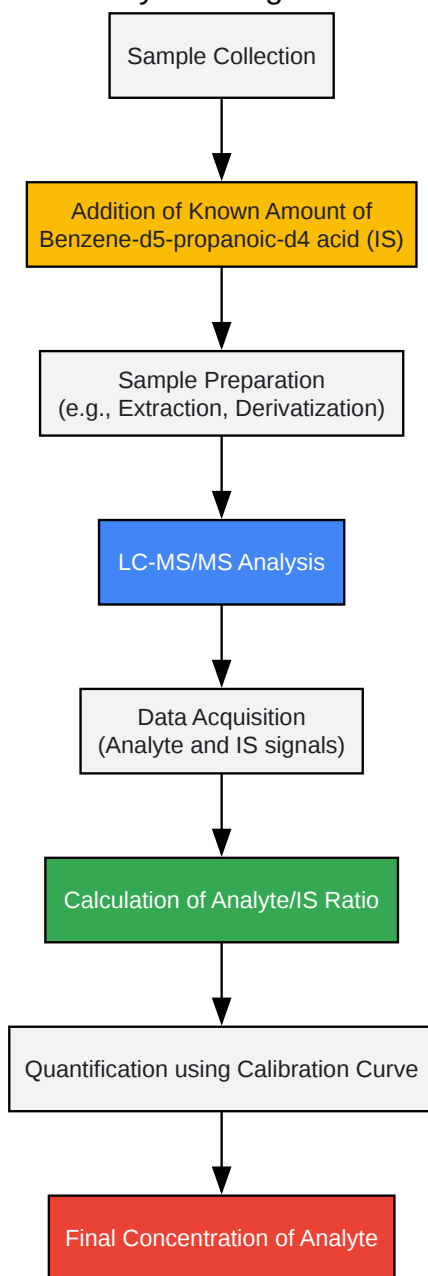 Sample Collection
Addition of Known Amount of
Benzene-d5-propanoic-d4 acid (IS)
Sample Preparation
(e.g., Extraction, Derivatization)
LC-MS/MS Analysis
Data Acquisition
(Analyte and IS signals)
Calculation of Analyte/IS Ratio
Quantification using Calibration Curve
Final Concentration of Analyte